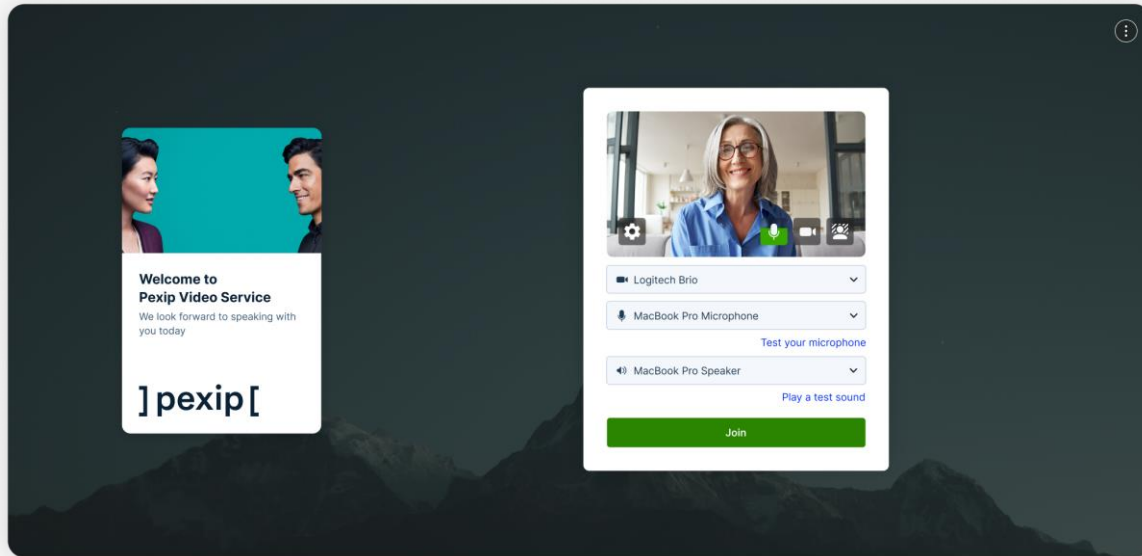 Welcome to
Pexip Video Service
We look forward to speaking with
you today
]pexip[
Logitech Brio
MacBook Pro Microphone
Test your microphone
MacBook Pro Speaker
Play a test sound
Join